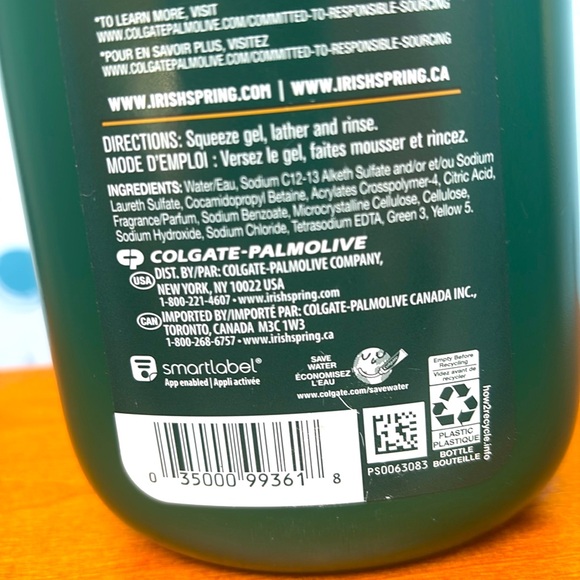 *TO LEARN MORE, VISIT
WWW.COLGATEPALMOLIVE.COM/COMMITTED-TO-RESPONSIBLE-SOURCING
*POUR EN SAVOIR PLUS, VISITEZ
WWW.COLGATEPALMOLIVE.COM/COMMITTED-TO-RESPONSIBLE-SOURCING
WWW.IRISHSPRING.COM | WWW.IRISHSPRING.CA
DIRECTIONS: Squeeze gel, lather and rinse.
MODE D'EMPLOI : Versez le gel, faites mousser et rincez.
INGREDIENTS: Water/Eau, Sodium C12-13 Alketh Sulfate and/or et/ou Sodium
Laureth Sulfate, Cocamidopropyl Betaine, Acrylates Crosspolymer-4, Citric Acid,
Fragrance/Parfum, Sodium Benzoate, Microcrystalline Cellulose, Cellulose,
Sodium Hydroxide, Sodium Chloride, Tetrasodium EDTA, Green 3, Yellow 5.
CP COLGATE-PALMOLIVE
USA DIST. BY/PAR: COLGATE-PALMOLIVE COMPANY,
NEW YORK, NY 10022 USA
1-800-221-4607 • www.irishspring.com
CAN IMPORTED BY/IMPORTÉ PAR: COLGATE-PALMOLIVE CANADA INC.,
TORONTO, CANADA M3C 1W3
1-800-268-6757 • www.irishspring.ca
smartlabel®
App enabled | Appli activée
SAVE
WATER
ÉCONOMISEZ
L'EAU
www.colgate.com/savewater
Empty Before
Recycling
Videz avant de
recycler
PLASTIC
PLASTIQUE
BOTTLE
BOUTEILLE
how2recycle.info
0 35000 99361 8
PS0063083